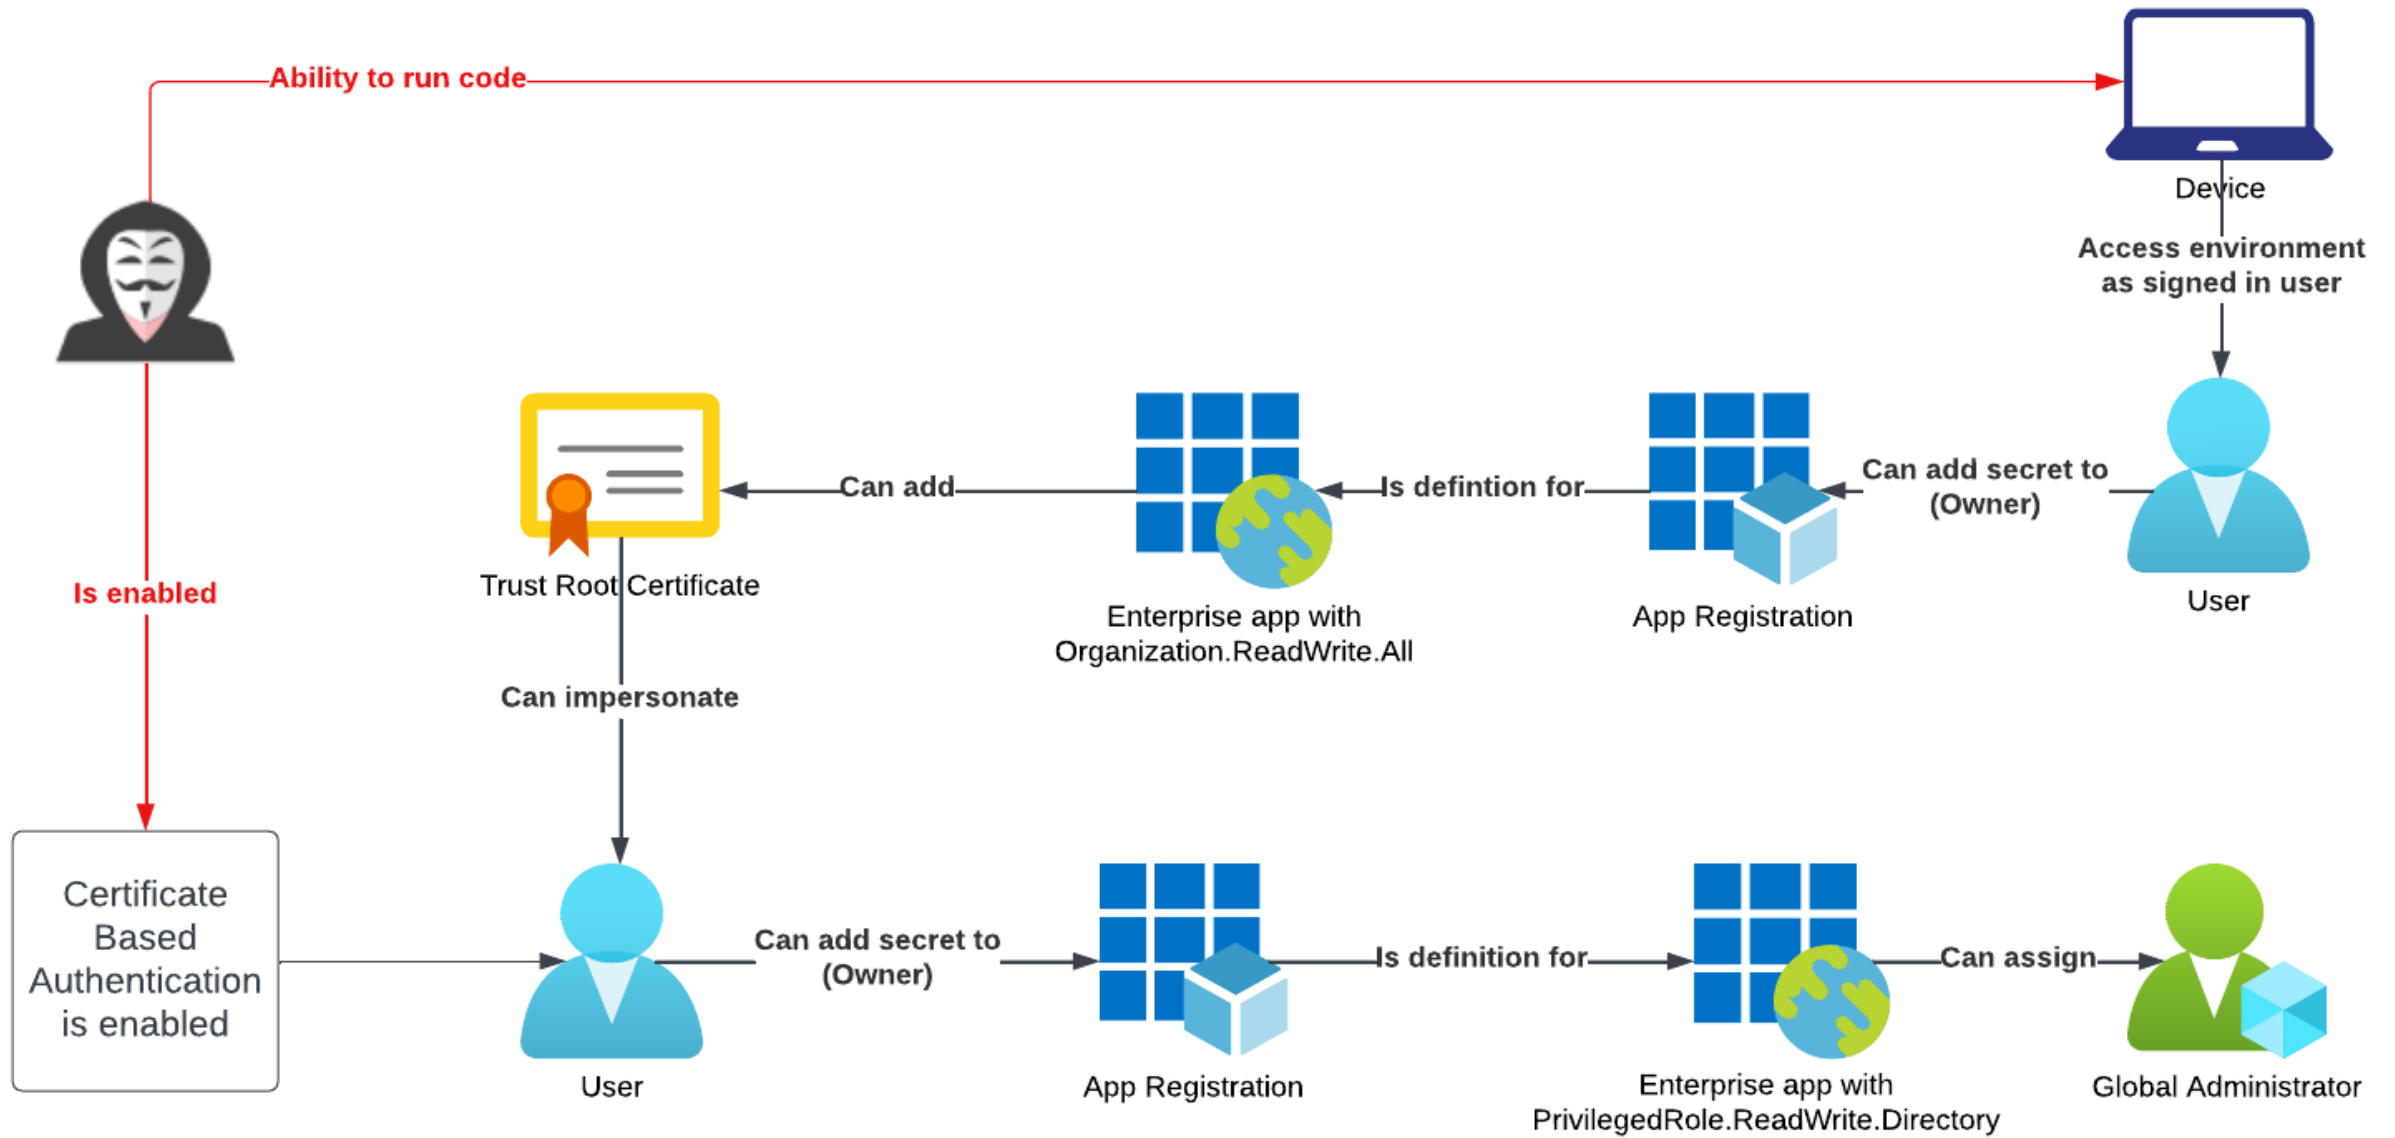 Ability to run code
Device
Access environment
as signed in user
Can add
Is defintion for
Can add secret to
(Owner)
Trust Root Certificate
Enterprise app with
Organization.ReadWrite.All
App Registration
User
Is enabled
Can impersonate
Certificate
Based
Authentication
is enabled
Can add secret to
(Owner)
Is definition for
Can assign
User
App Registration
Enterprise app with
PrivilegedRole.ReadWrite.Directory
Global Administrator